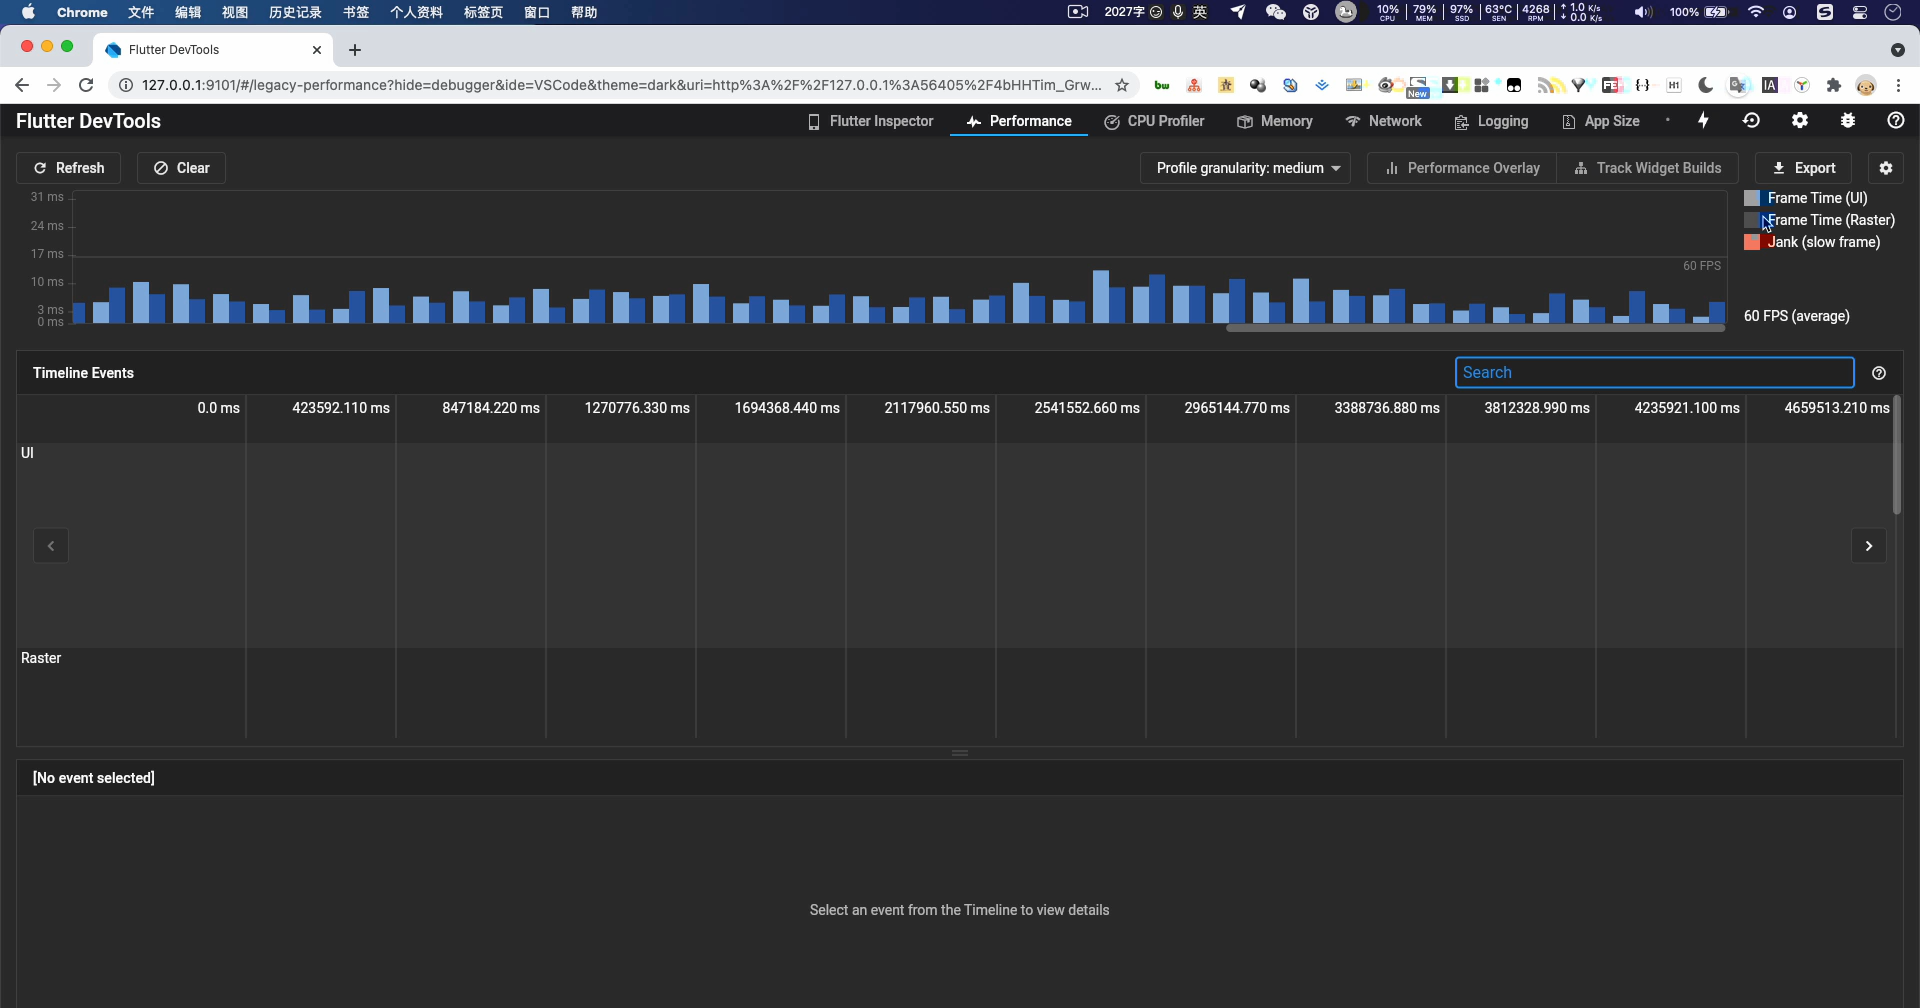 Chrome 文件 编辑 视图 历史记录 书签 个人资料 标签页 窗口 帮助 2027字 英 10% CPU 79% MEM 97% SSD 63°C SEN 4268 RPM 1.0 K/s 0.0 K/s 100%
Flutter DevTools
127.0.0.1:9101/#/legacy-performance?hide=debugger&ide=VSCode&theme=dark&uri=http%3A%2F%2F127.0.0.1%3A56405%2F4bHHTim_Grw... bw New FE H1 IA
Flutter DevTools Flutter Inspector Performance CPU Profiler Memory Network Logging App Size
Refresh Clear Profile granularity: medium Performance Overlay Track Widget Builds Export
31 ms
24 ms
17 ms
10 ms
3 ms
0 ms
60 FPS
Frame Time (UI)
Frame Time (Raster)
Jank (slow frame)
60 FPS (average)
Timeline Events Search
0.0 ms 423592.110 ms 847184.220 ms 1270776.330 ms 1694368.440 ms 2117960.550 ms 2541552.660 ms 2965144.770 ms 3388736.880 ms 3812328.990 ms 4235921.100 ms 4659513.210 ms
UI
Raster
[No event selected]
Select an event from the Timeline to view details